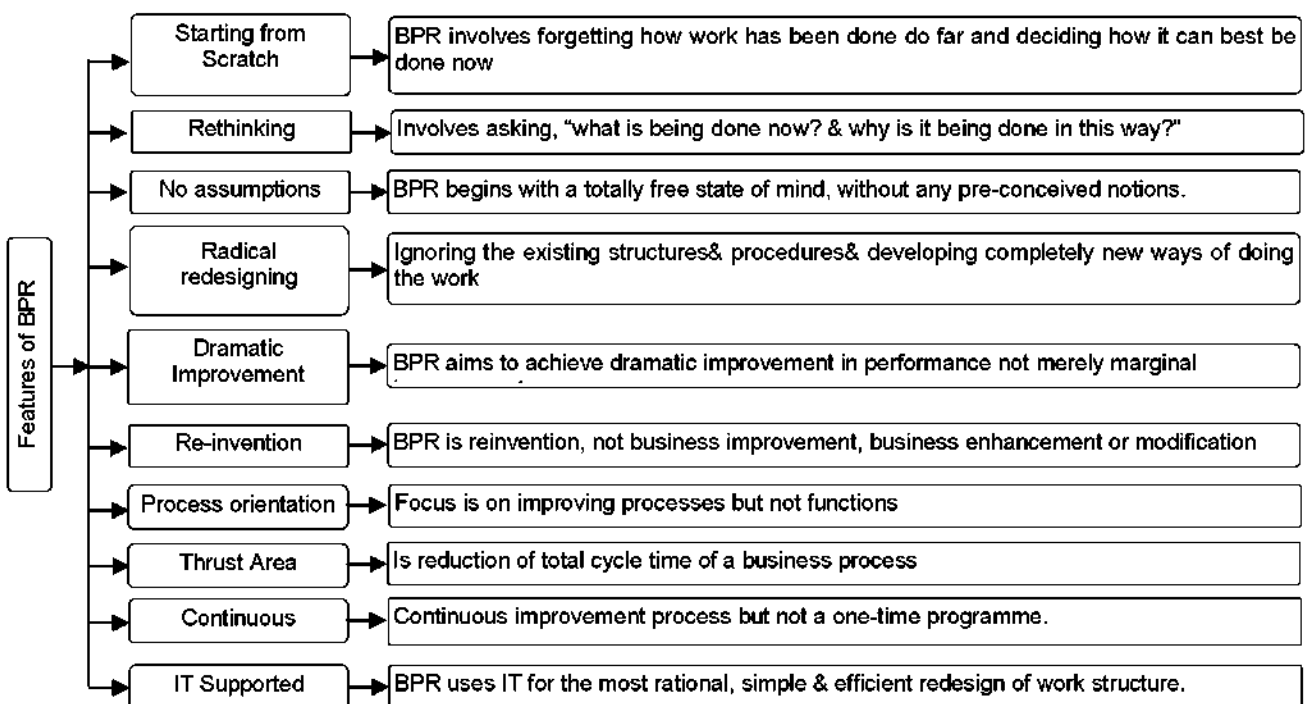 Features of BPR
Starting from
Scratch
BPR involves forgetting how work has been done do far and deciding how it can best be
done now
Rethinking
Involves asking, "what is being done now? & why is it being done in this way?"
No assumptions
BPR begins with a totally free state of mind, without any pre-conceived notions.
Radical
redesigning
Ignoring the existing structures& procedures& developing completely new ways of doing
the work
Dramatic
Improvement
BPR aims to achieve dramatic improvement in performance not merely marginal
Re-invention
BPR is reinvention, not business improvement, business enhancement or modification
Process orientation
Focus is on improving processes but not functions
Thrust Area
Is reduction of total cycle time of a business process
Continuous
Continuous improvement process but not a one-time programme.
IT Supported
BPR uses IT for the most rational, simple & efficient redesign of work structure.